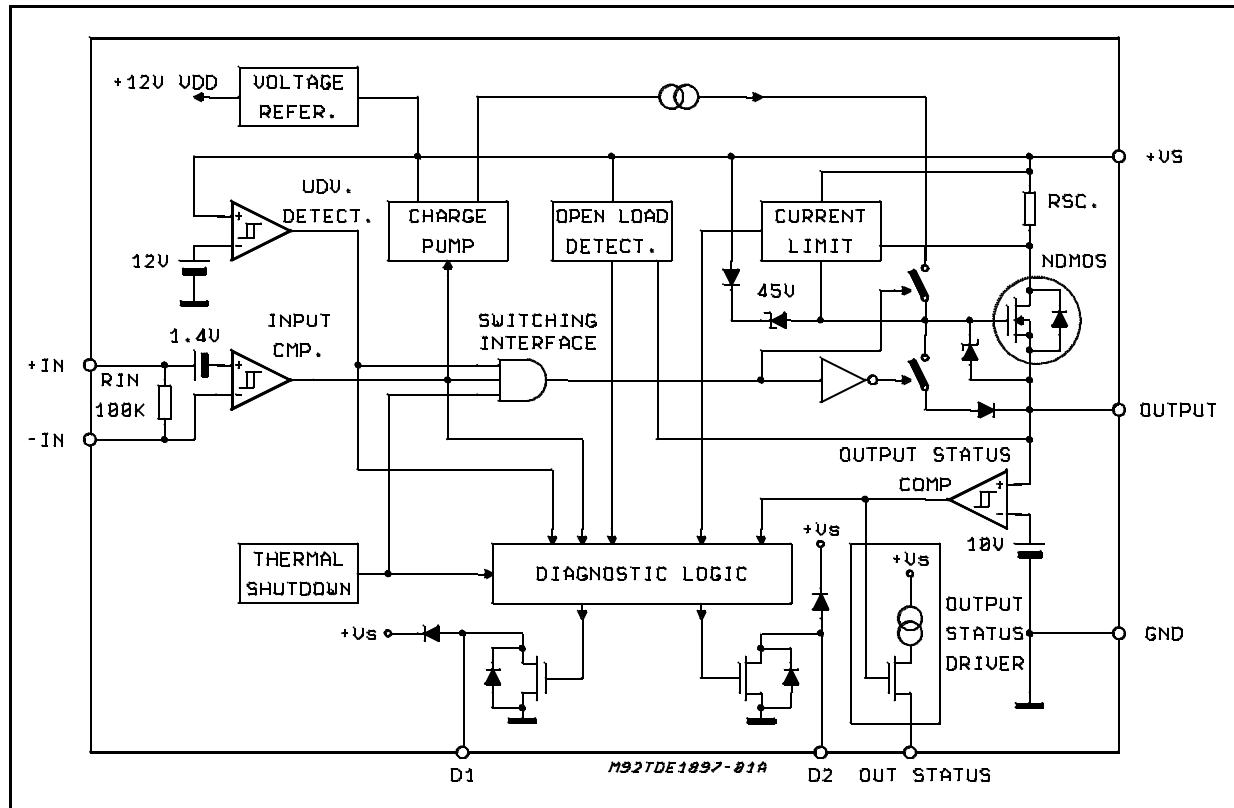 +12V VDD
VOLTAGE
REFER.
+VS
UDV.
DETECT.
CHARGE
PUMP
OPEN LOAD
DETECT.
CURRENT
LIMIT
RSC.
12V
NDMOS
45V
1.4V
INPUT
CMP.
SWITCHING
INTERFACE
+IN
RIN
100K
-IN
OUTPUT
OUTPUT STATUS
COMP
+
-
+
-
+
-
10V
+Vs
+Vs
THERMAL
SHUTDOWN
DIAGNOSTIC LOGIC
OUTPUT
STATUS
DRIVER
+Vs
GND
D1
M92TDE1897-01A
D2
OUT STATUS